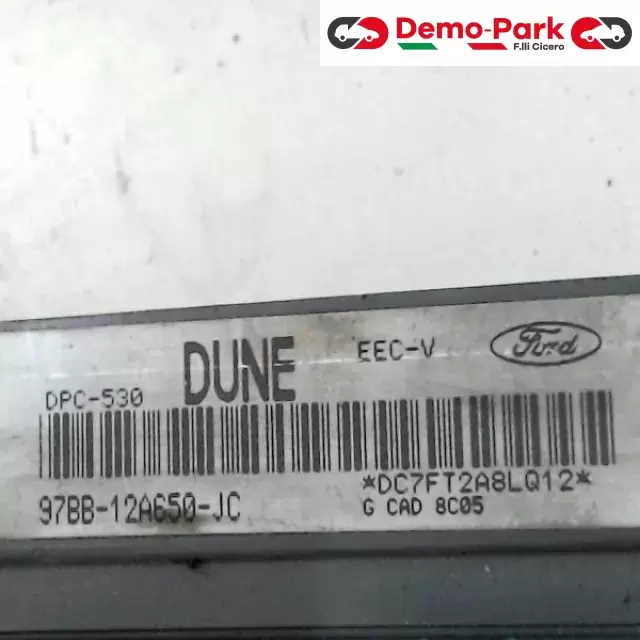 Demo-Park
F.lli Cicero
DPC-530 DUNE EEC-V Ford
*DC7FT2A8LQ12*
97BB-12A650-JC G CAD 8C05